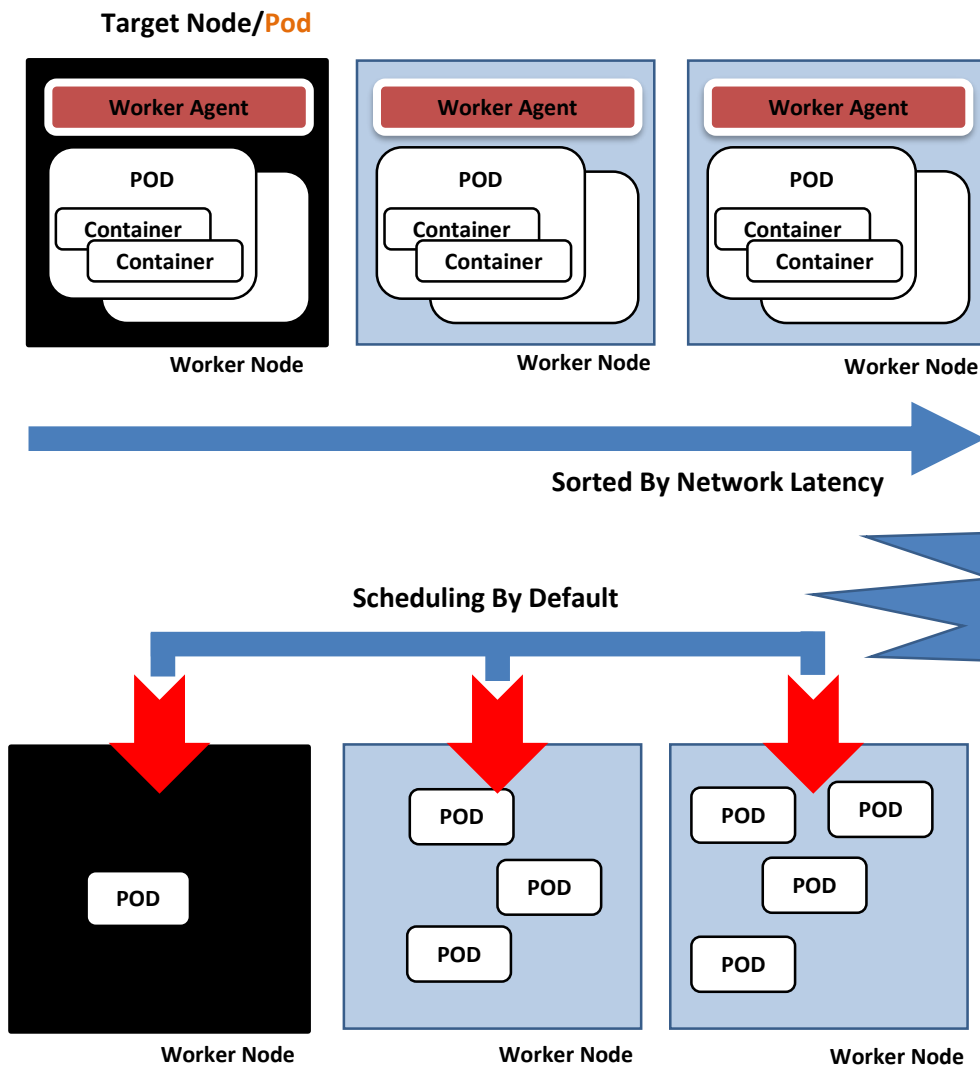 Target Node/Pod
Worker Agent
Worker Agent
Worker Agent
POD
POD
POD
Container
Container
Container
Container
Container
Container
Worker Node
Worker Node
Worker Node
Sorted By Network Latency
Scheduling By Default
POD
POD
POD
POD
POD
POD
POD
POD
Worker Node
Worker Node
Worker Node